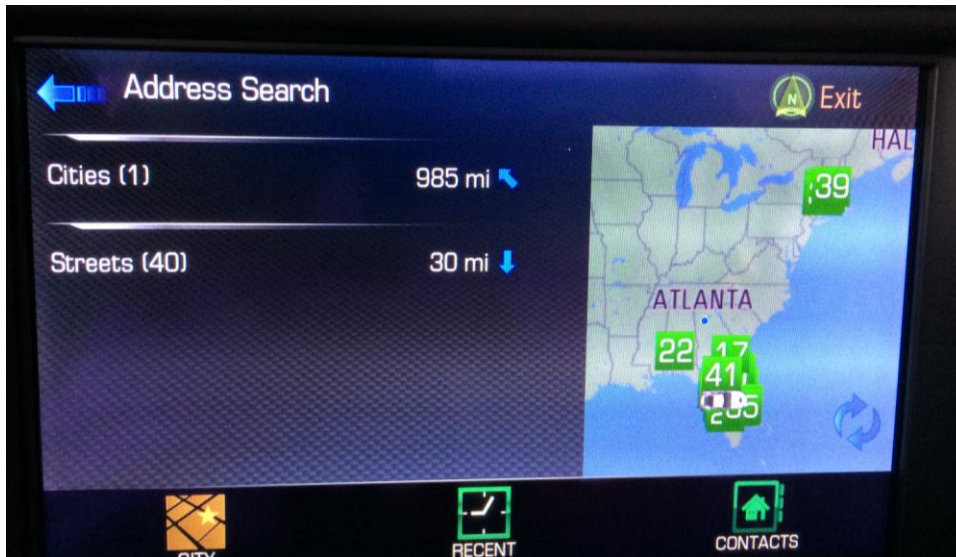 Address Search
N Exit
HAL
Cities (1) 985 mi
39
Streets (40) 30 mi
ATLANTA
22 17
41
CITY
RECENT
CONTACTS